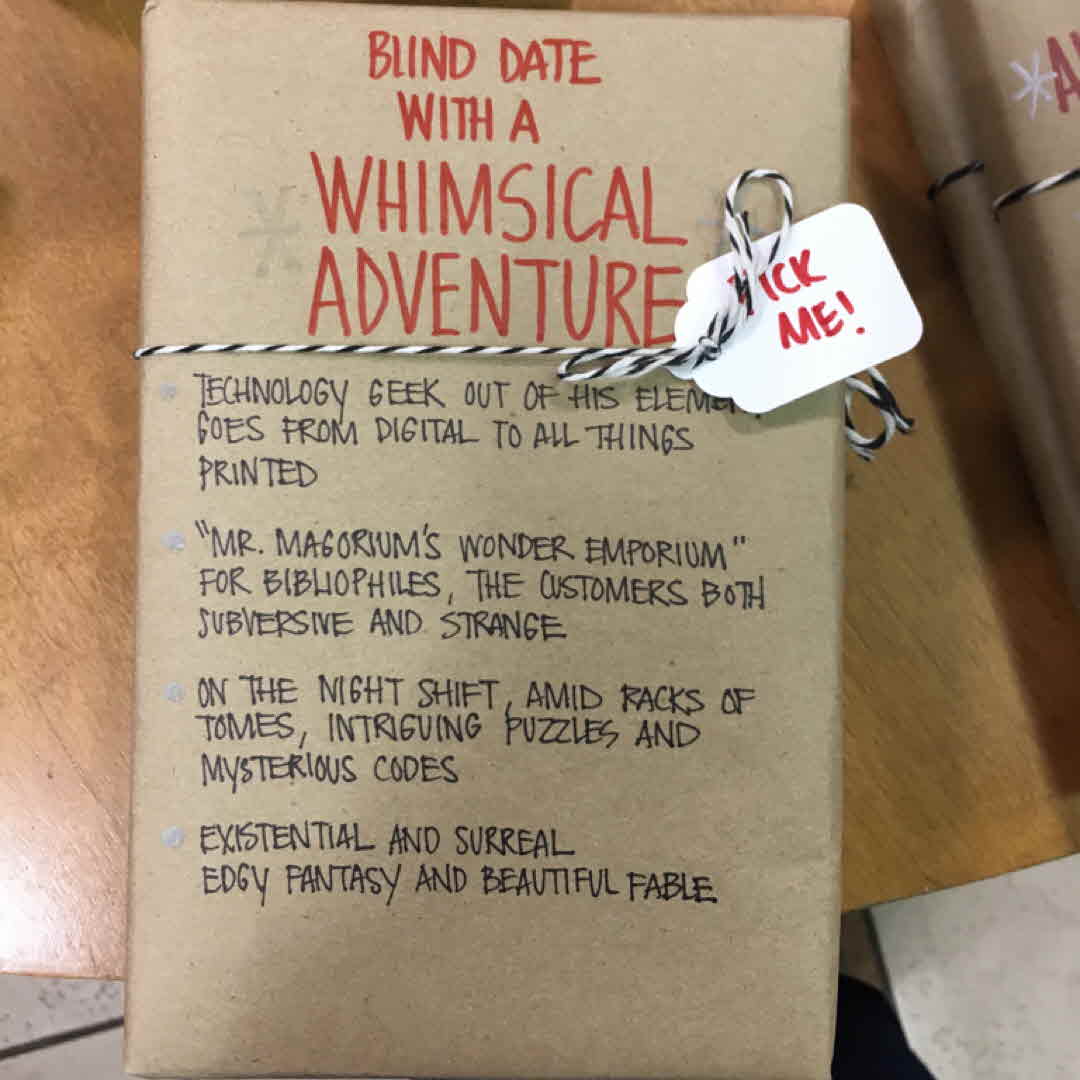 BLIND DATE
WITH A
WHIMSICAL
ADVENTURE
PICK
ME!
TECHNOLOGY GEEK OUT OF HIS
GOES FROM DIGITAL TO ALL THINGS
PRINTED
"MR. MAGORIUM'S WONDER EMPORIUM"
FOR BIBLIOPHILES, THE CUSTOMERS BOTH
SUBVERSIVE AND STRANGE
ON THE NIGHT SHIFT, AMID RACKS OF
TOMES, INTRIGUING PUZZLES AND
MYSTERIOUS CODES
EXISTENTIAL AND SURREAL
EDGY FANTASY AND BEAUTIFUL FABLE